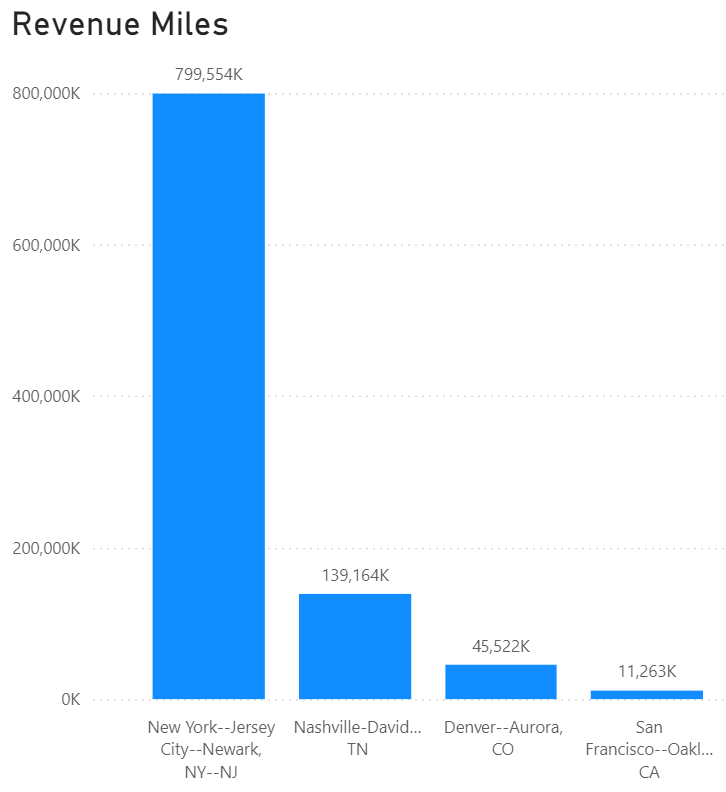 Revenue Miles
799,554K
800,000K
600,000K
400,000K
200,000K
139,164K
45,522K
11,263K
0K
New York--Jersey
City--Newark,
NY--NJ
Nashville-David...
TN
Denver--Aurora,
CO
San
Francisco--Oakl...
CA